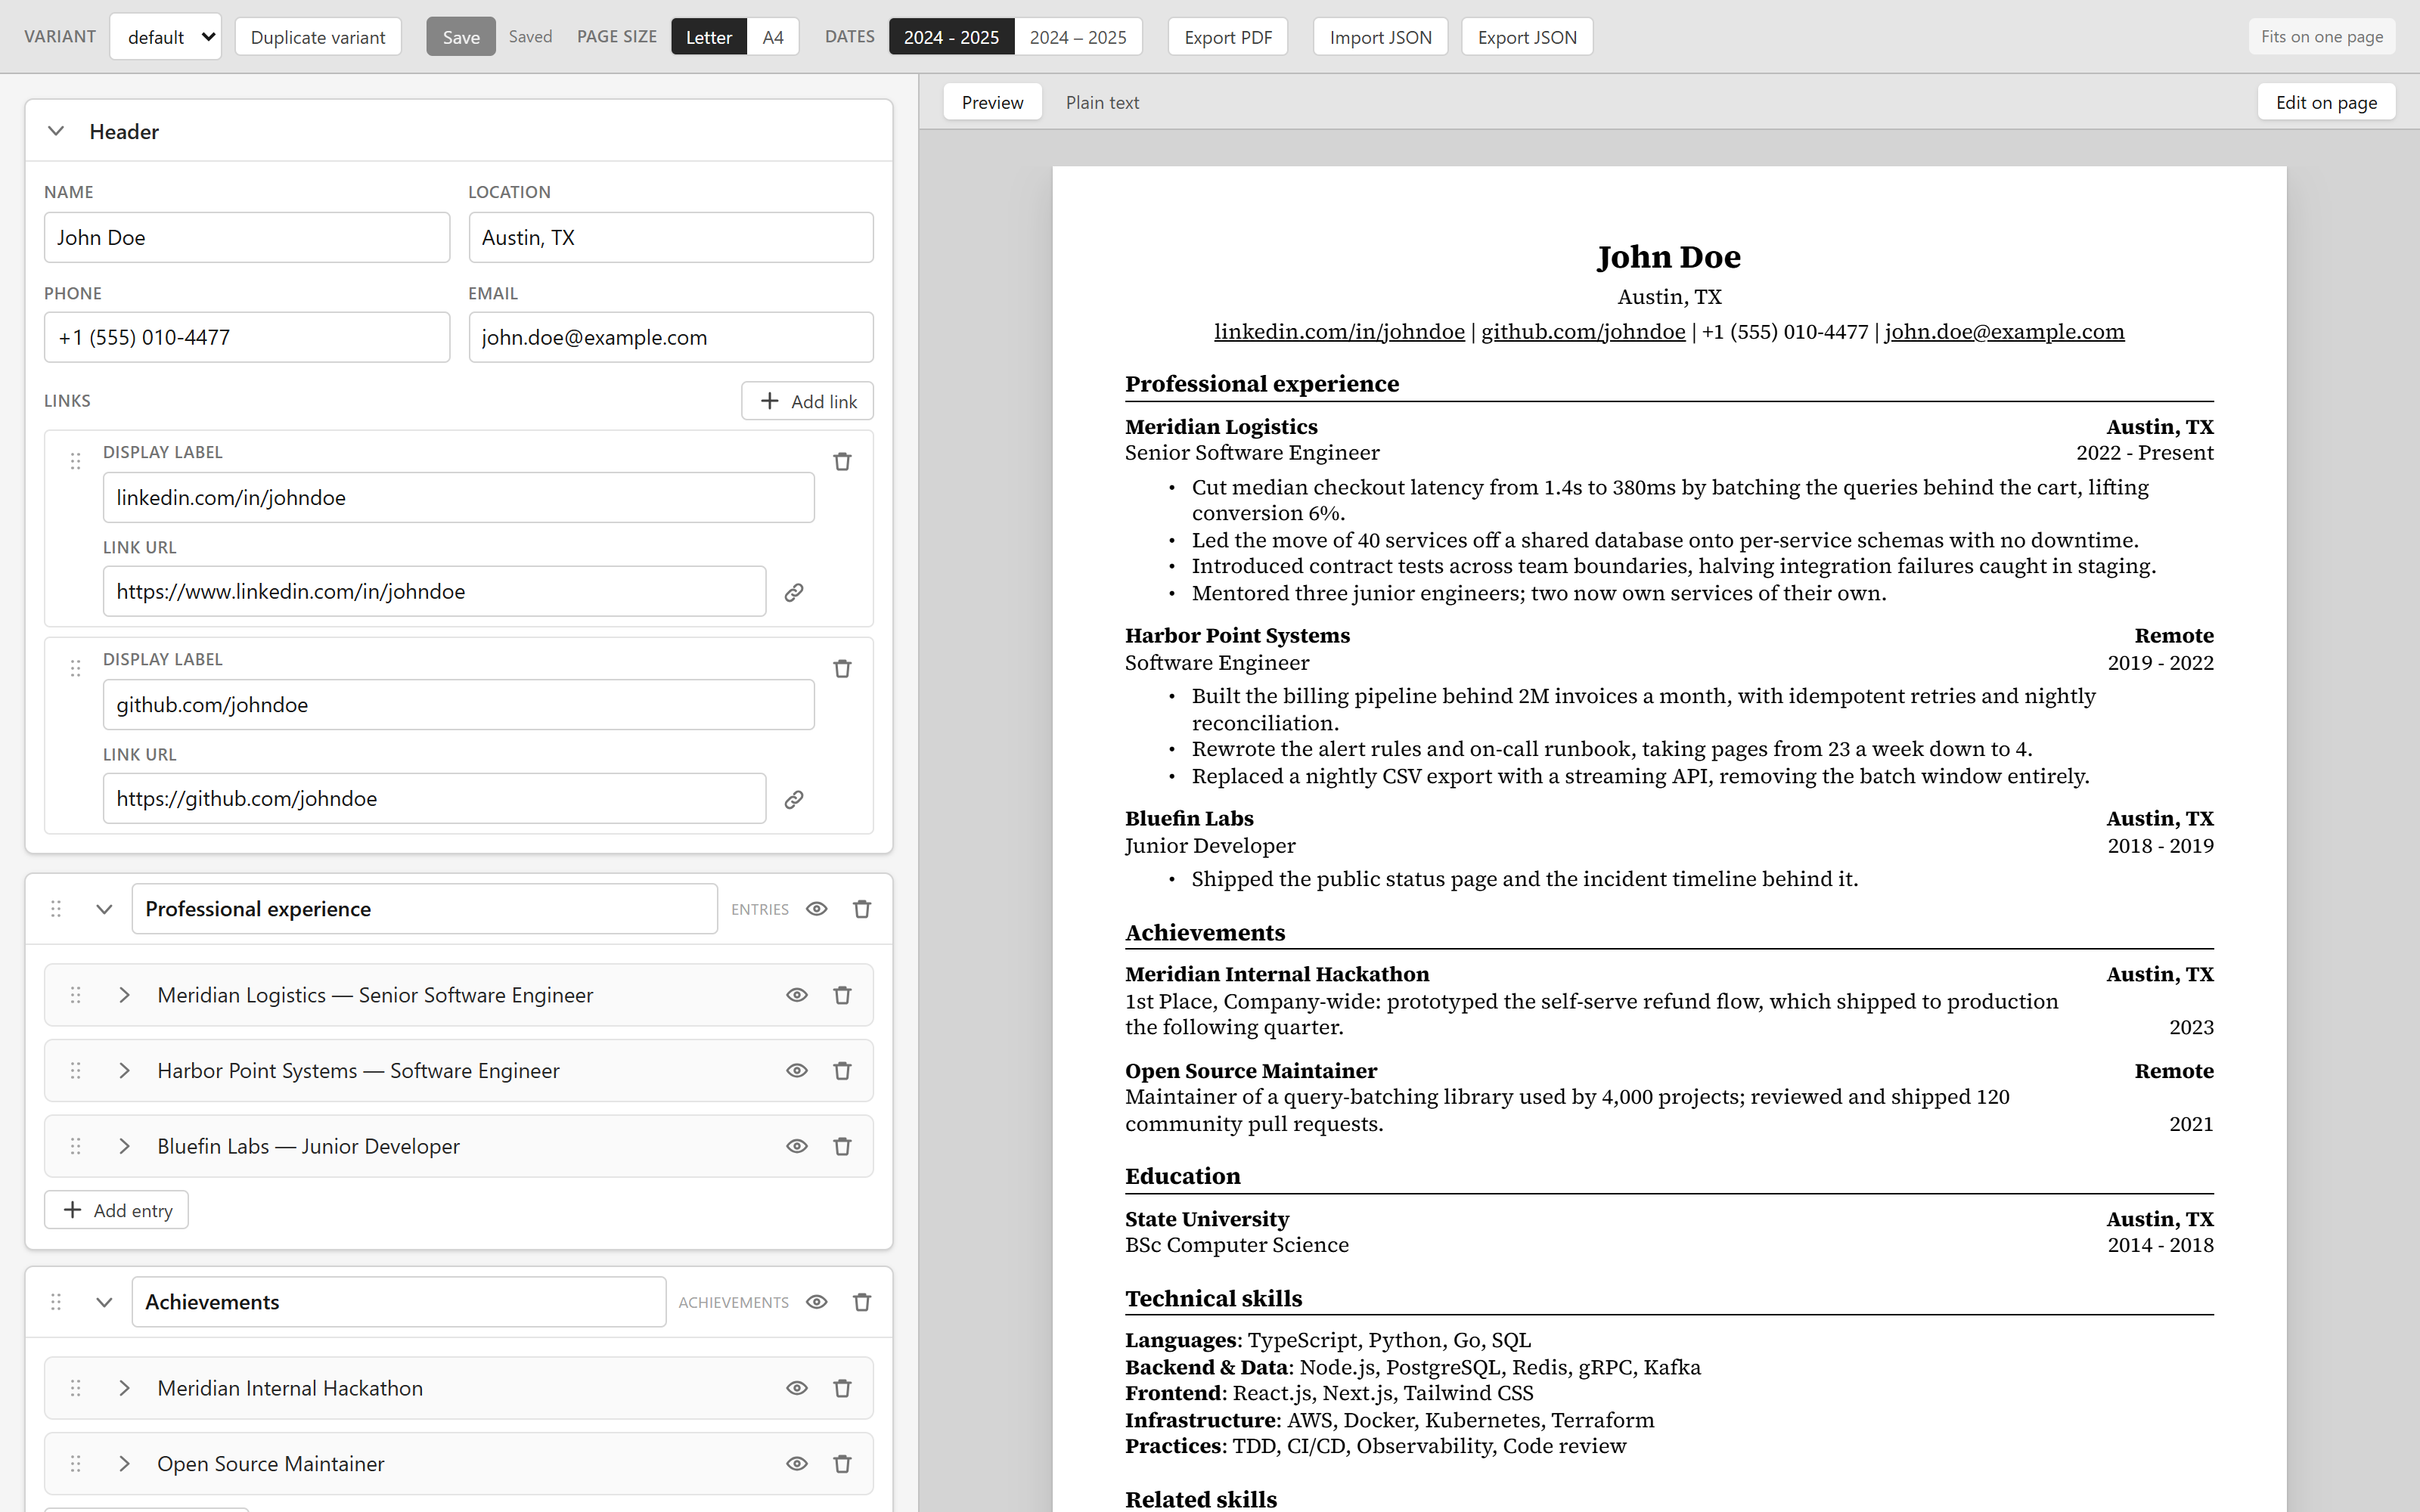 VARIANT default Duplicate variant Save Saved PAGE SIZE Letter A4 DATES 2024 - 2025 2024 – 2025 Export PDF Import JSON Export JSON Fits on one page
Header
NAME LOCATION
John Doe Austin, TX
PHONE EMAIL
+1 (555) 010-4477 john.doe@example.com
LINKS Add link
DISPLAY LABEL
linkedin.com/in/johndoe
LINK URL
https://www.linkedin.com/in/johndoe
DISPLAY LABEL
github.com/johndoe
LINK URL
https://github.com/johndoe
Professional experience ENTRIES
Meridian Logistics — Senior Software Engineer
Harbor Point Systems — Software Engineer
Bluefin Labs — Junior Developer
Add entry
Achievements ACHIEVEMENTS
Meridian Internal Hackathon
Open Source Maintainer
Preview Plain text Edit on page
John Doe
Austin, TX
linkedin.com/in/johndoe | github.com/johndoe | +1 (555) 010-4477 | john.doe@example.com
Professional experience
Meridian Logistics Austin, TX
Senior Software Engineer 2022 - Present
• Cut median checkout latency from 1.4s to 380ms by batching the queries behind the cart, lifting
conversion 6%.
• Led the move of 40 services off a shared database onto per-service schemas with no downtime.
• Introduced contract tests across team boundaries, halving integration failures caught in staging.
• Mentored three junior engineers; two now own services of their own.
Harbor Point Systems Remote
Software Engineer 2019 - 2022
• Built the billing pipeline behind 2M invoices a month, with idempotent retries and nightly
reconciliation.
• Rewrote the alert rules and on-call runbook, taking pages from 23 a week down to 4.
• Replaced a nightly CSV export with a streaming API, removing the batch window entirely.
Bluefin Labs Austin, TX
Junior Developer 2018 - 2019
• Shipped the public status page and the incident timeline behind it.
Achievements
Meridian Internal Hackathon Austin, TX
1st Place, Company-wide: prototyped the self-serve refund flow, which shipped to production
the following quarter. 2023
Open Source Maintainer Remote
Maintainer of a query-batching library used by 4,000 projects; reviewed and shipped 120
community pull requests. 2021
Education
State University Austin, TX
BSc Computer Science 2014 - 2018
Technical skills
Languages: TypeScript, Python, Go, SQL
Backend & Data: Node.js, PostgreSQL, Redis, gRPC, Kafka
Frontend: React.js, Next.js, Tailwind CSS
Infrastructure: AWS, Docker, Kubernetes, Terraform
Practices: TDD, CI/CD, Observability, Code review
Related skills